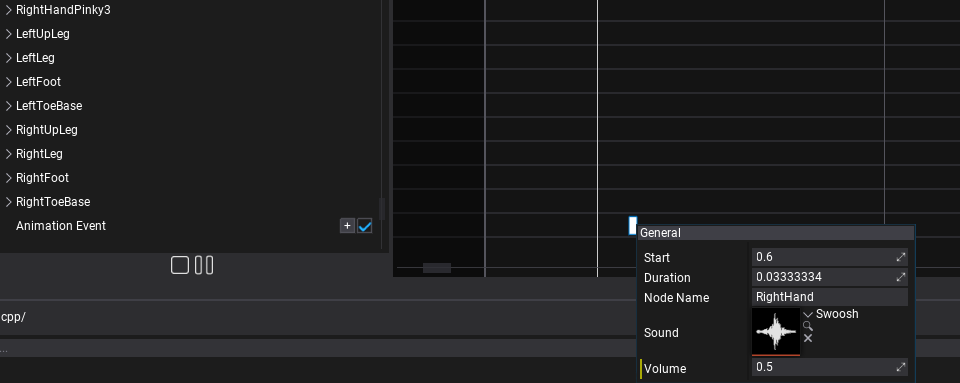 RightHandPinky3
LeftUpLeg
LeftLeg
LeftFoot
LeftToeBase
RightUpLeg
RightLeg
RightFoot
RightToeBase
Animation Event
cpp/
...
General
Start 0.6
Duration 0.03333334
Node Name RightHand
Sound Swoosh
Volume 0.5